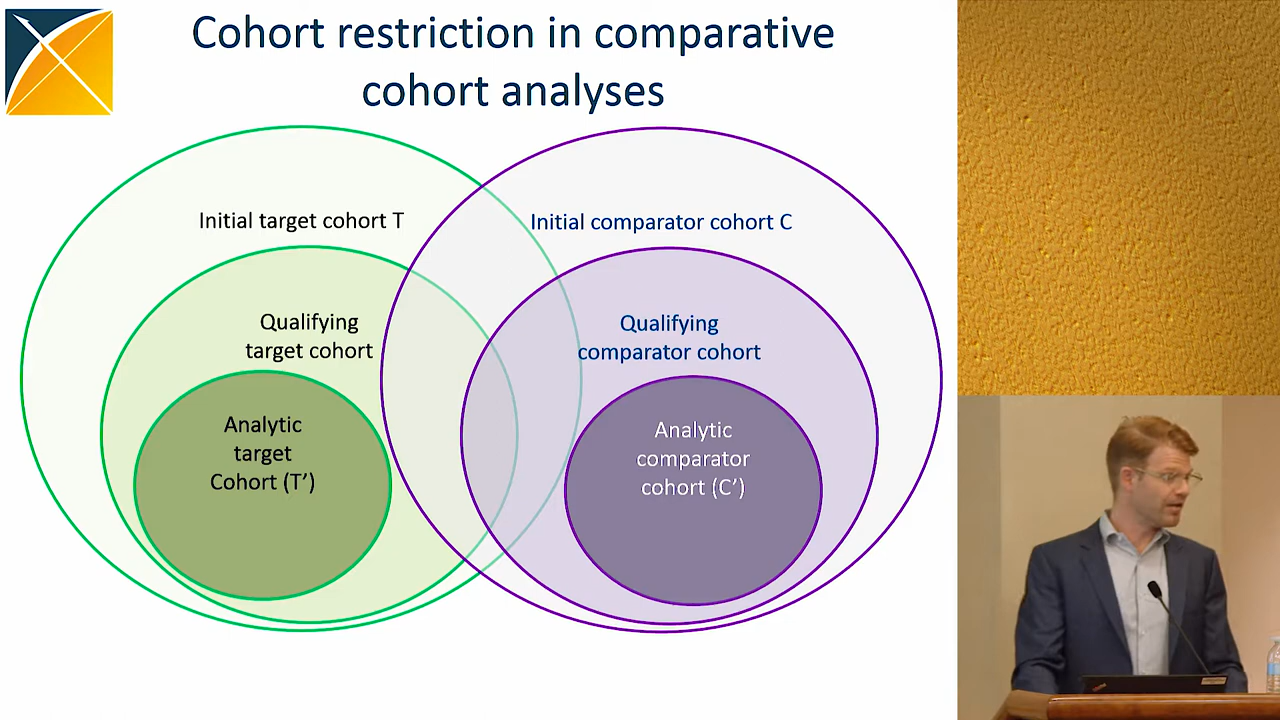 Cohort restriction in comparative
cohort analyses
Initial target cohort T
Initial comparator cohort C
Qualifying
target cohort
Qualifying
comparator cohort
Analytic
target
Cohort (T’)
Analytic
comparator
cohort (C’)